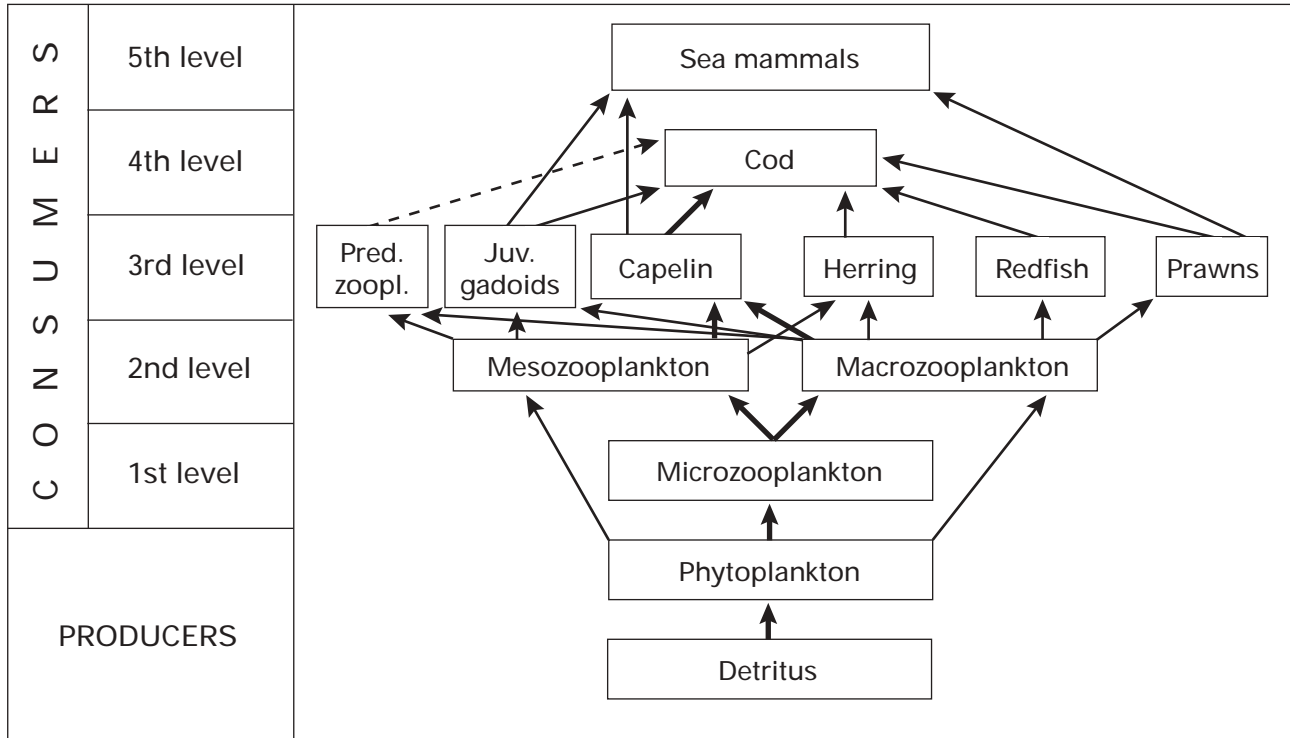 CONSUMERS
5th level
4th level
3rd level
2nd level
1st level
PRODUCERS
Sea mammals
Cod
Pred.
zoopl.
Juv.
gadoids
Capelin
Herring
Redfish
Prawns
Mesozooplankton
Macrozooplankton
Microzooplankton
Phytoplankton
Detritus